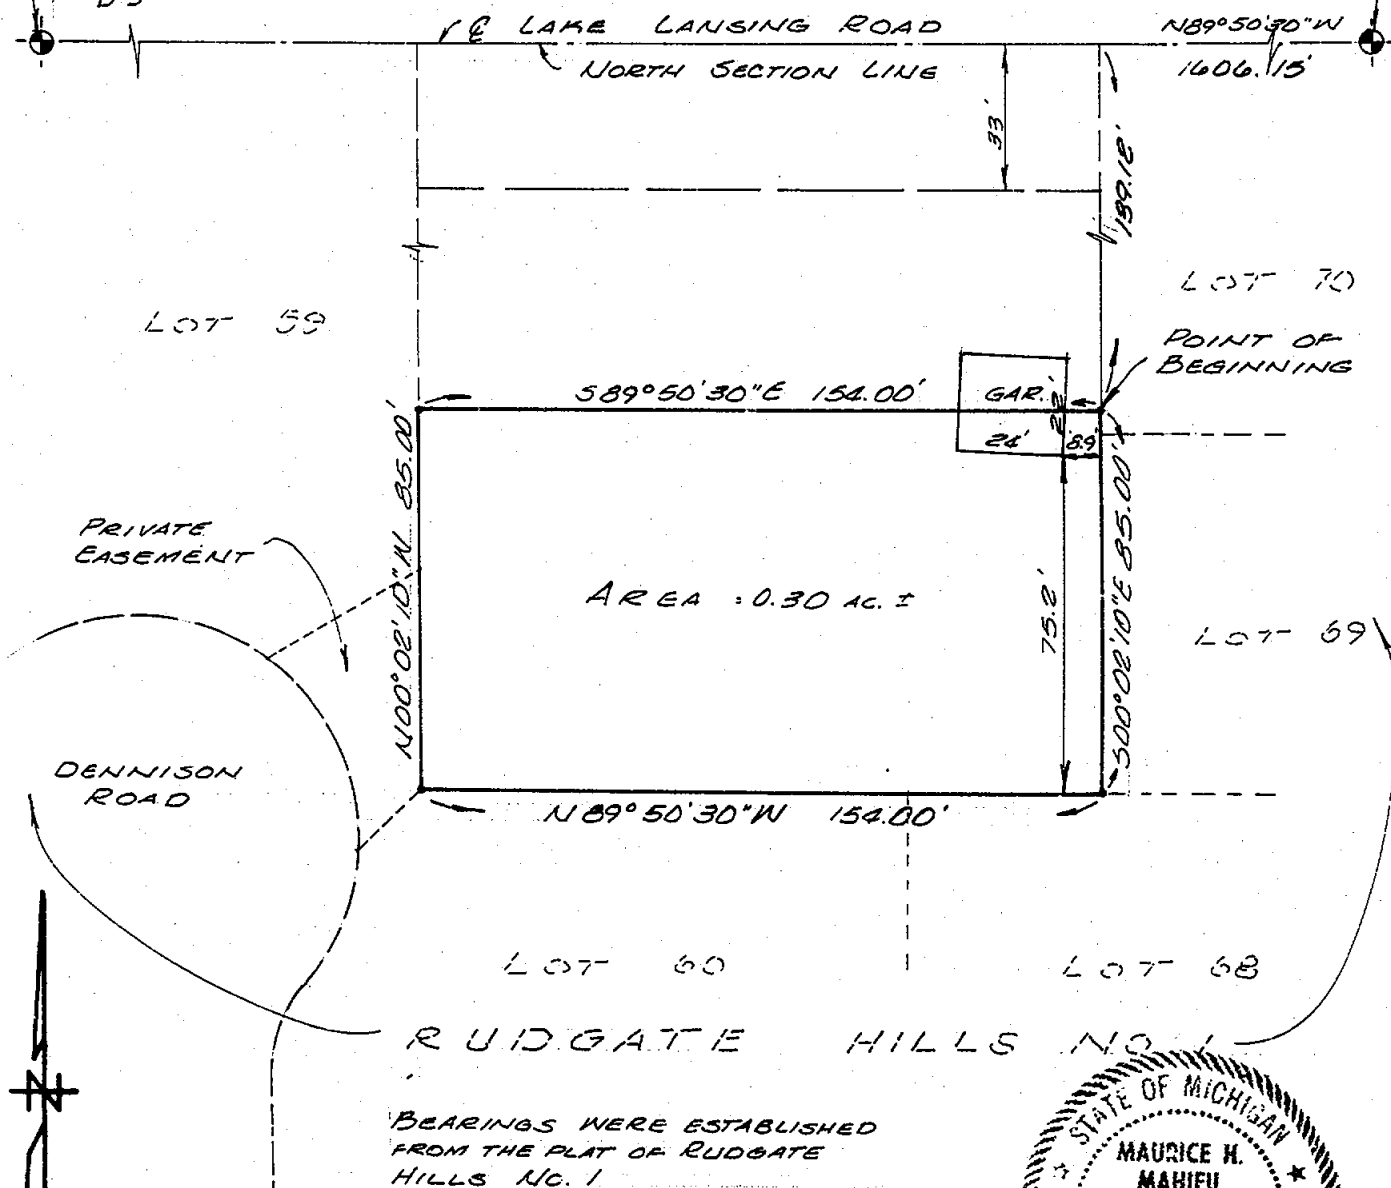 ℄ LAKE LANSING ROAD
N89°50'30"W
1606.15'
NORTH SECTION LINE
33'
189.12'
LOT 70
LOT 59
POINT OF
BEGINNING
S89°50'30"E 154.00'
GAR.
22'
24'
8.9'
N00°02'10"W 85.00'
S00°02'10"E 85.00'
PRIVATE
EASEMENT
AREA = 0.30 AC. ±
75.2'
LOT 69
DENNISON
ROAD
N89°50'30"W 154.00'
LOT 60
LOT 68
RUDGATE HILLS NO. 1
N
BEARINGS WERE ESTABLISHED
FROM THE PLAT OF RUDGATE
HILLS NO. 1
STATE OF MICHIGAN
MAURICE H.
MAHIEU